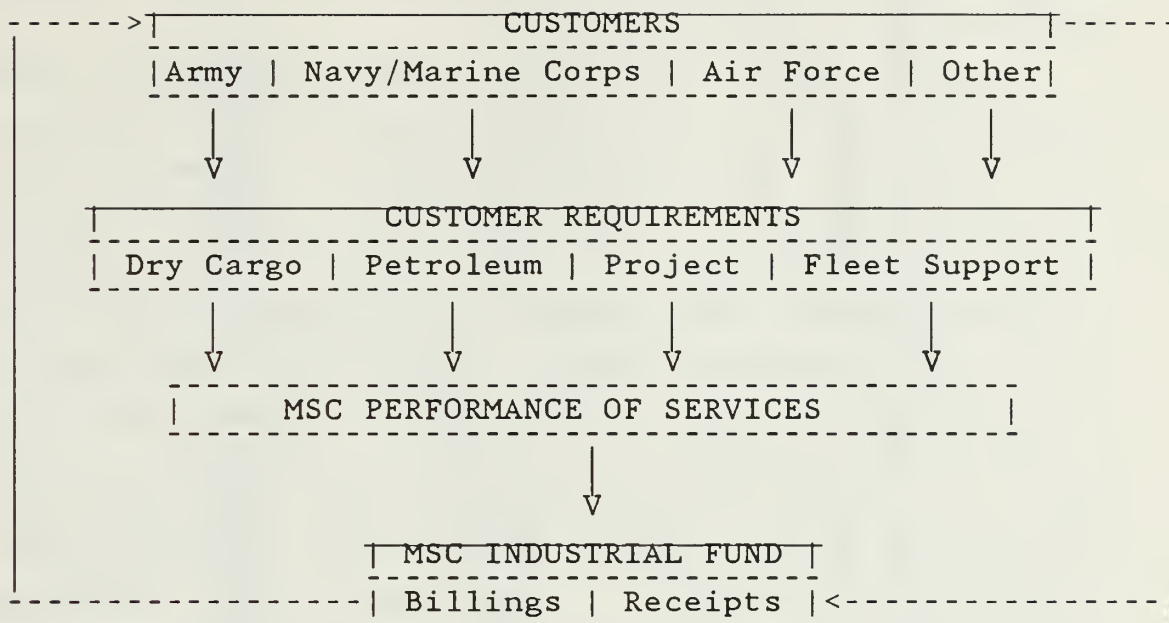 CUSTOMERS
|Army | Navy/Marine Corps | Air Force | Other|
CUSTOMER REQUIREMENTS
| Dry Cargo | Petroleum | Project | Fleet Support |
| MSC PERFORMANCE OF SERVICES |
| MSC INDUSTRIAL FUND |
| Billings | Receipts |